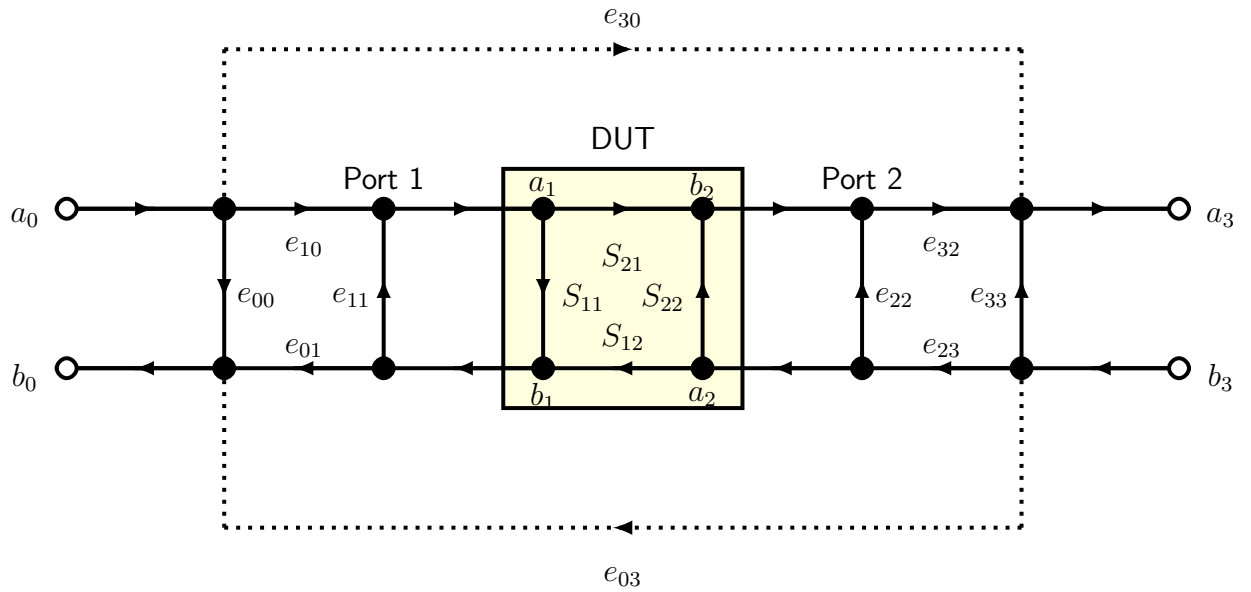 e₃₀
DUT
Port 1
Port 2
a₀
a₁
b₂
a₃
e₁₀
S₂₁
e₃₂
e₀₀
e₁₁
S₁₁
S₂₂
e₂₂
e₃₃
e₀₁
S₁₂
e₂₃
b₀
b₁
a₂
b₃
e₀₃